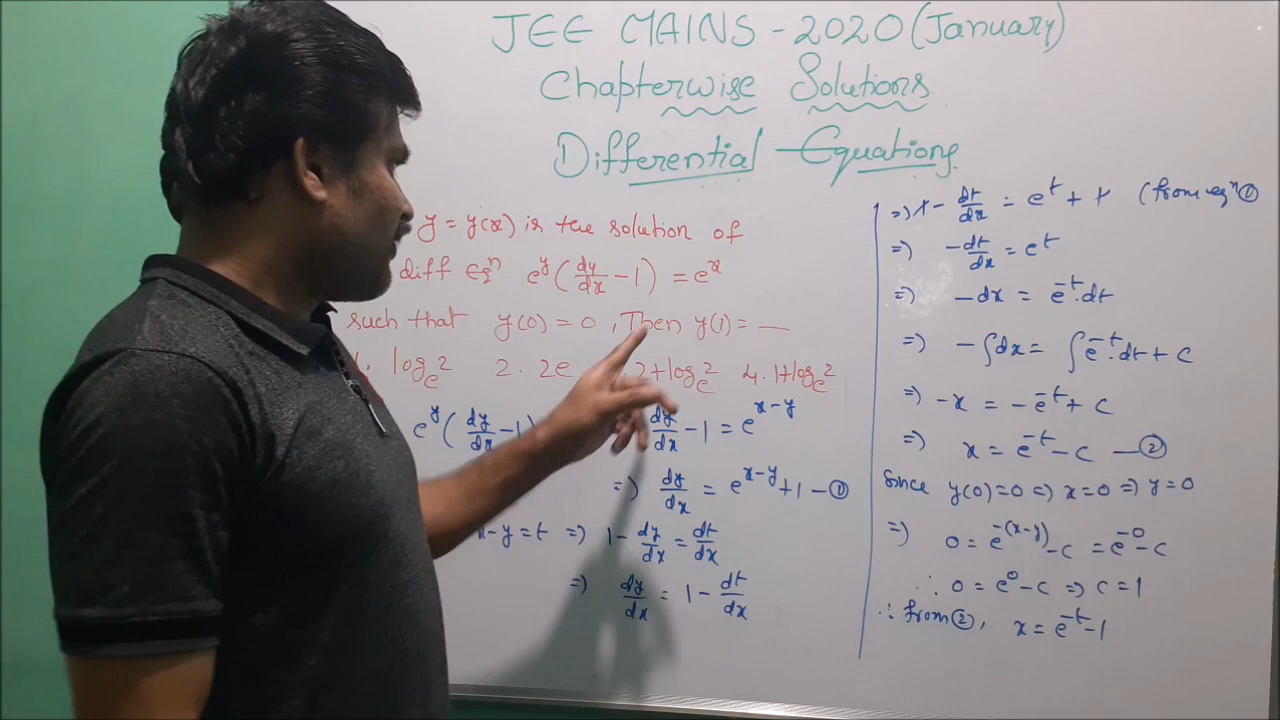 JEE MAINS - 2020 (January)
Chapterwise Solutions
Differential Equations
y = y(x) is the solution of
diff Eqⁿ e^y (dy/dx - 1) = e^x
such that y(0) = 0, Then y(1) = —
log_e 2 2. 2e 2+log_e 2 4. 1+log_e 2
e^y (dy/dx - 1) dy/dx - 1 = e^(x-y)
=) dy/dx = e^(x-y) + 1 - ①
x-y = t =) 1 - dy/dx = dt/dx
=) dy/dx = 1 - dt/dx
=) 1 - dt/dx = e^t + 1 (from eqⁿ ①
=) -dt/dx = e^t
=) -dx = e^-t . dt
=) -∫dx = ∫e^-t . dt + C
=) -x = -e^-t + C
=) x = e^-t - C — ②
Since y(0)=0 =) x=0 =) y=0
=) 0 = e^-(x-y) - C = e^-0 - C
∴ 0 = e^0 - C =) C = 1
∴ from ②, x = e^-t - 1